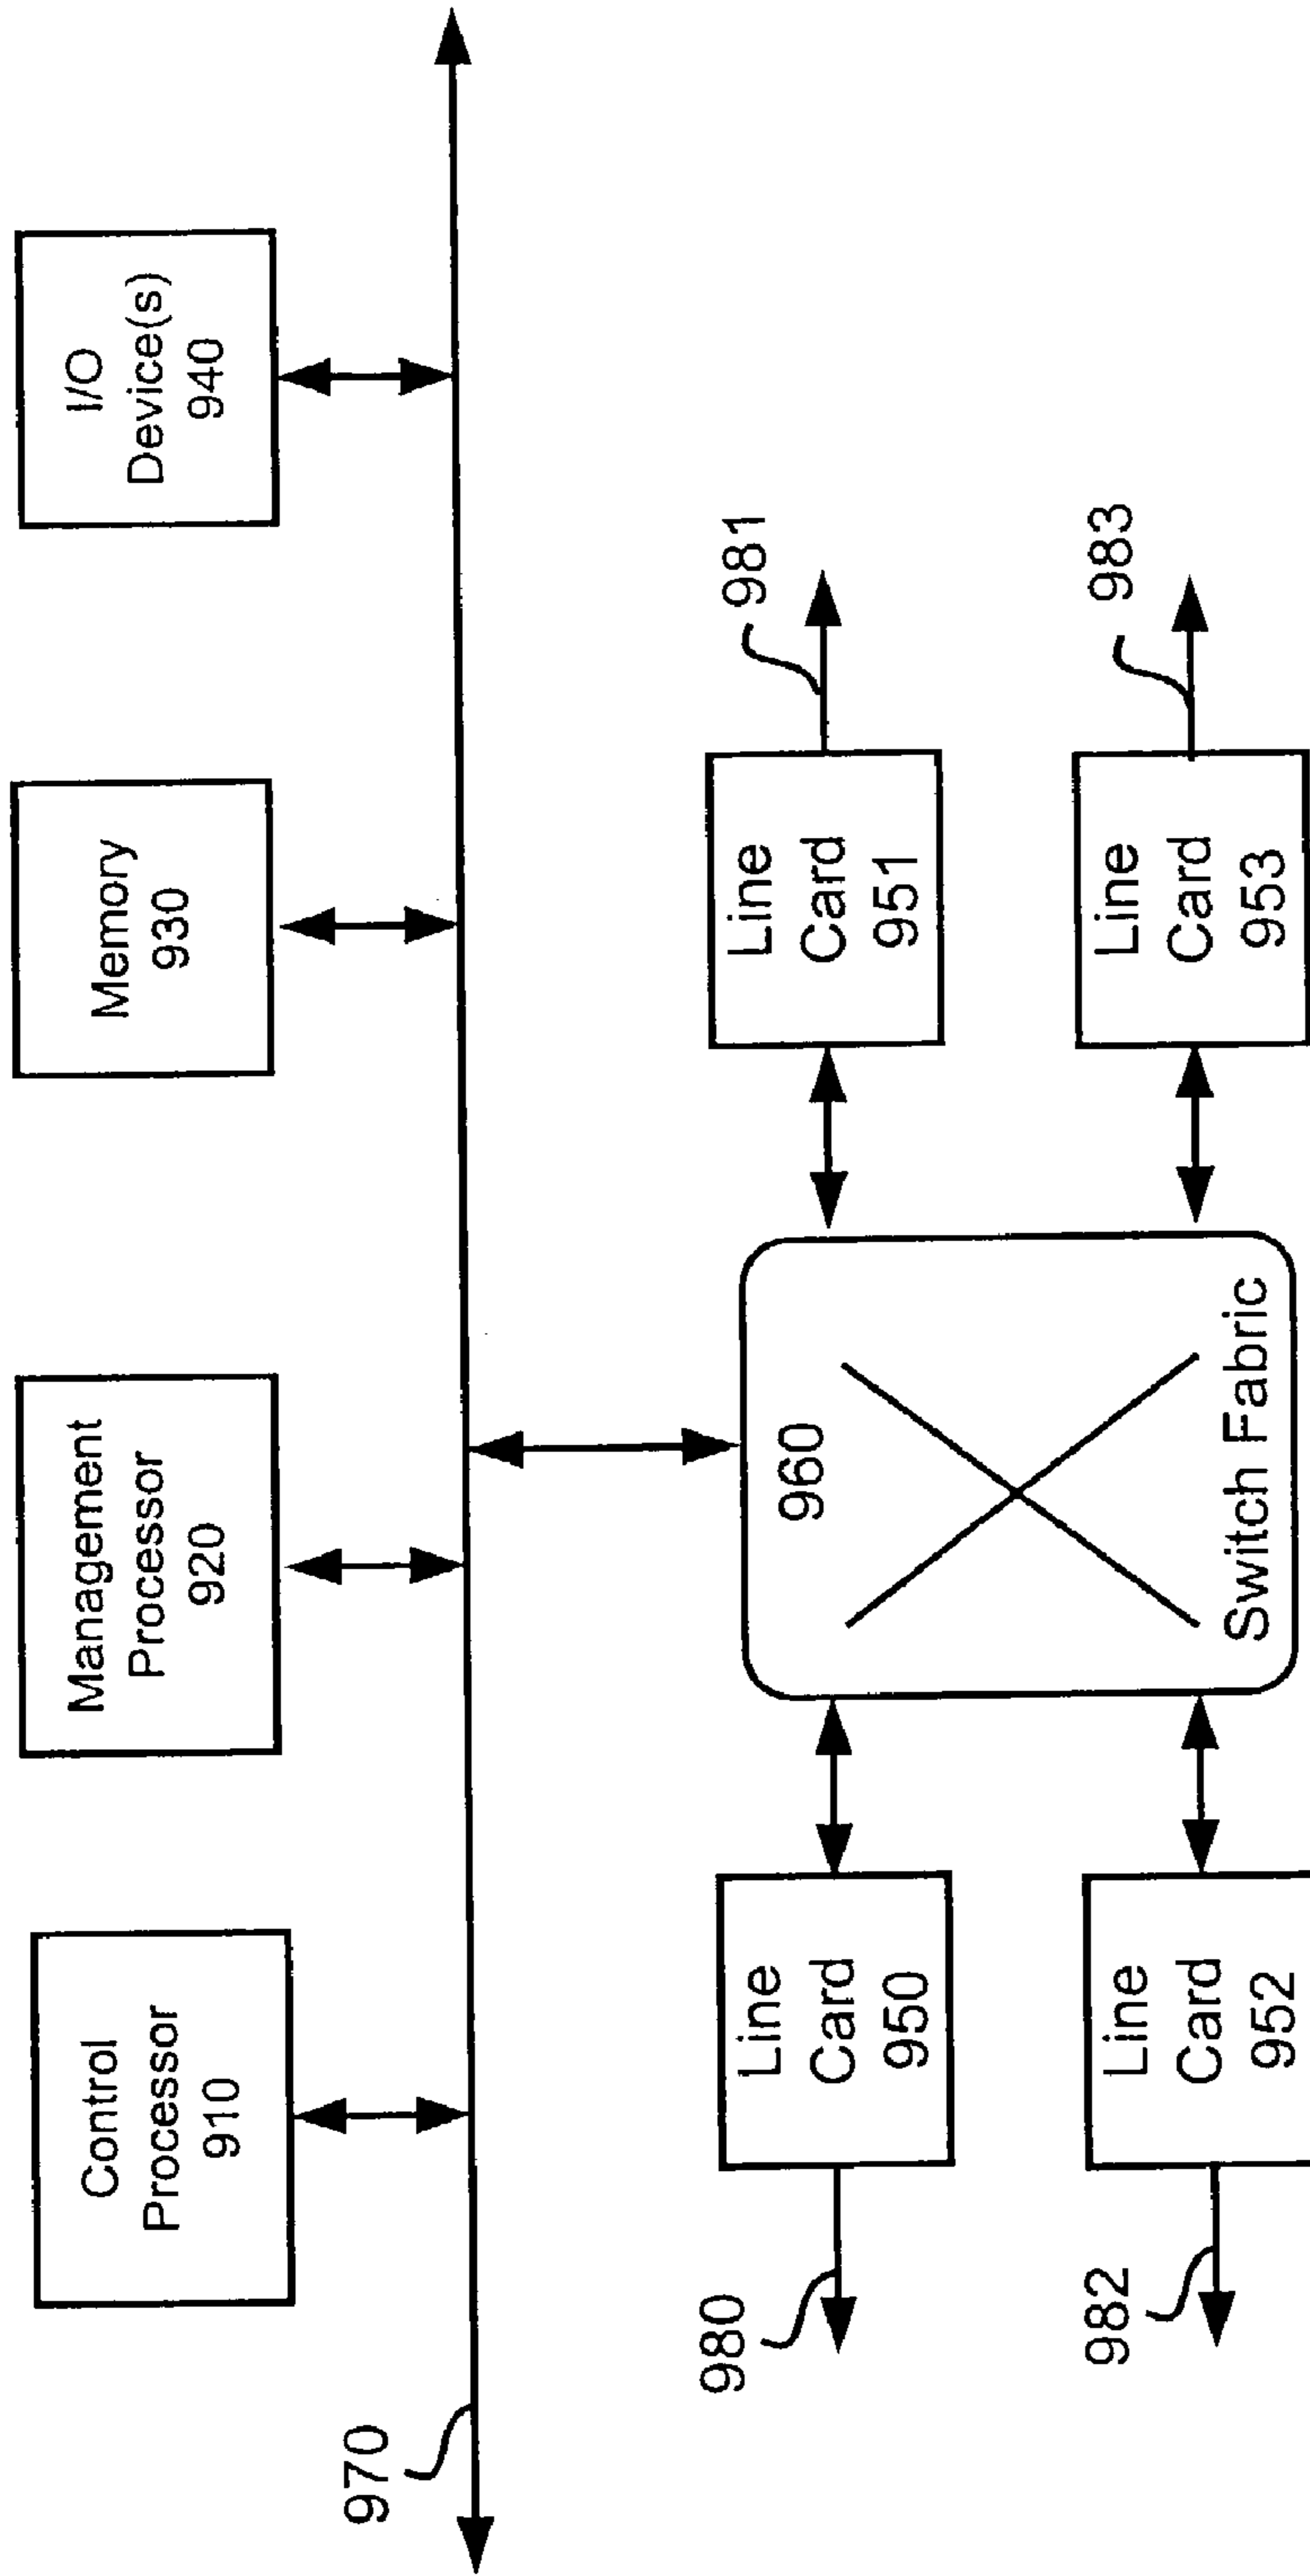 Control
Processor
910
Management
Processor
920
Memory
930
I/O
Device(s)
940
970
960
Switch Fabric
Line
Card
950
Line
Card
951
Line
Card
952
Line
Card
953
980
981
982
983